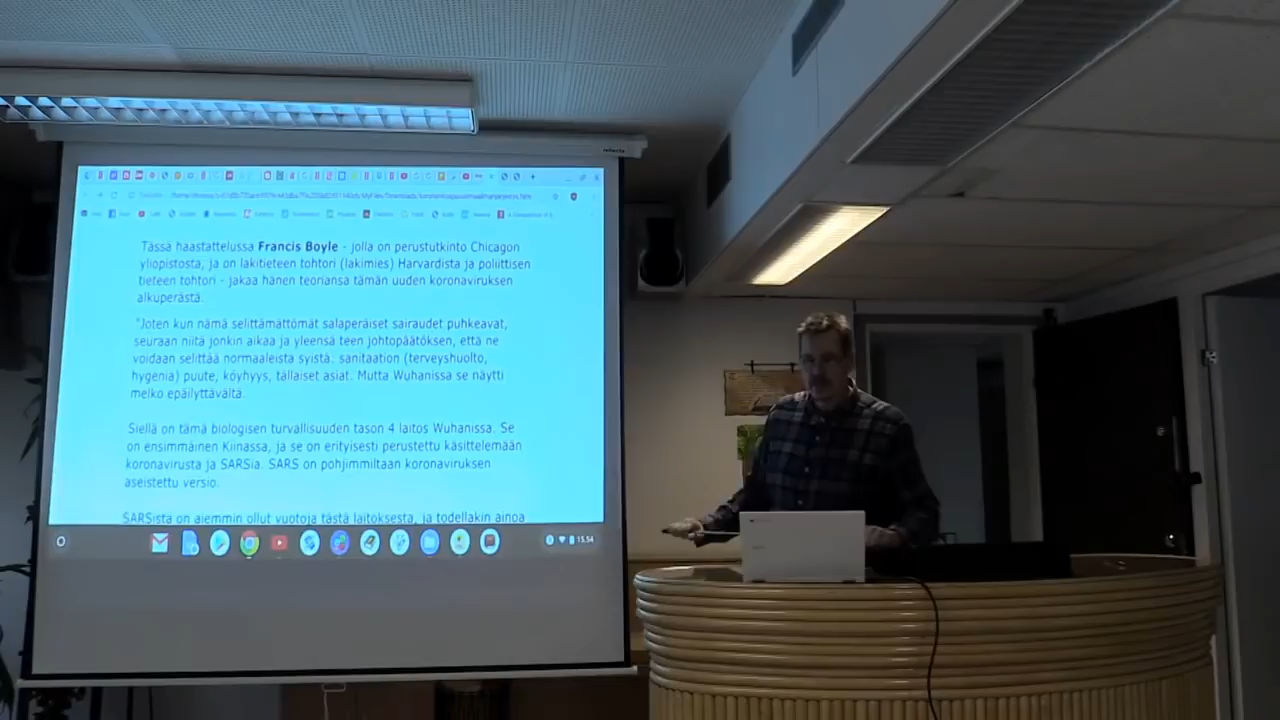 Tässä haastattelussa Francis Boyle - jolla on perustutkinto Chicagon
yliopistosta, ja on lakitieteen tohtori (lakimies) Harvardista ja poliittisen
tieteen tohtori - jakaa hänen teoriansa tämän uuden koronaviruksen
alkuperästä.
"Joten kun nämä selittämättömät salaperäiset sairaudet puhkeavat,
seuraan niitä jonkin aikaa ja yleensä teen johtopäätöksen, että ne
voidaan selittää normaaleista syistä: sanitaation (terveyshuolto,
hygenia) puute, köyhyys, tällaiset asiat. Mutta Wuhanissa se näytti
melko epäilyttävältä.
Siellä on tämä biologisen turvallisuuden tason 4 laitos Wuhanissa. Se
on ensimmäinen Kiinassa, ja se on erityisesti perustettu käsittelemään
koronavirusta ja SARSia. SARS on pohjimmiltaan koronaviruksen
aseistettu versio.
SARSista on aiemmin ollut vuotoja tästä laitoksesta, ja todellakin ainoa
15.54